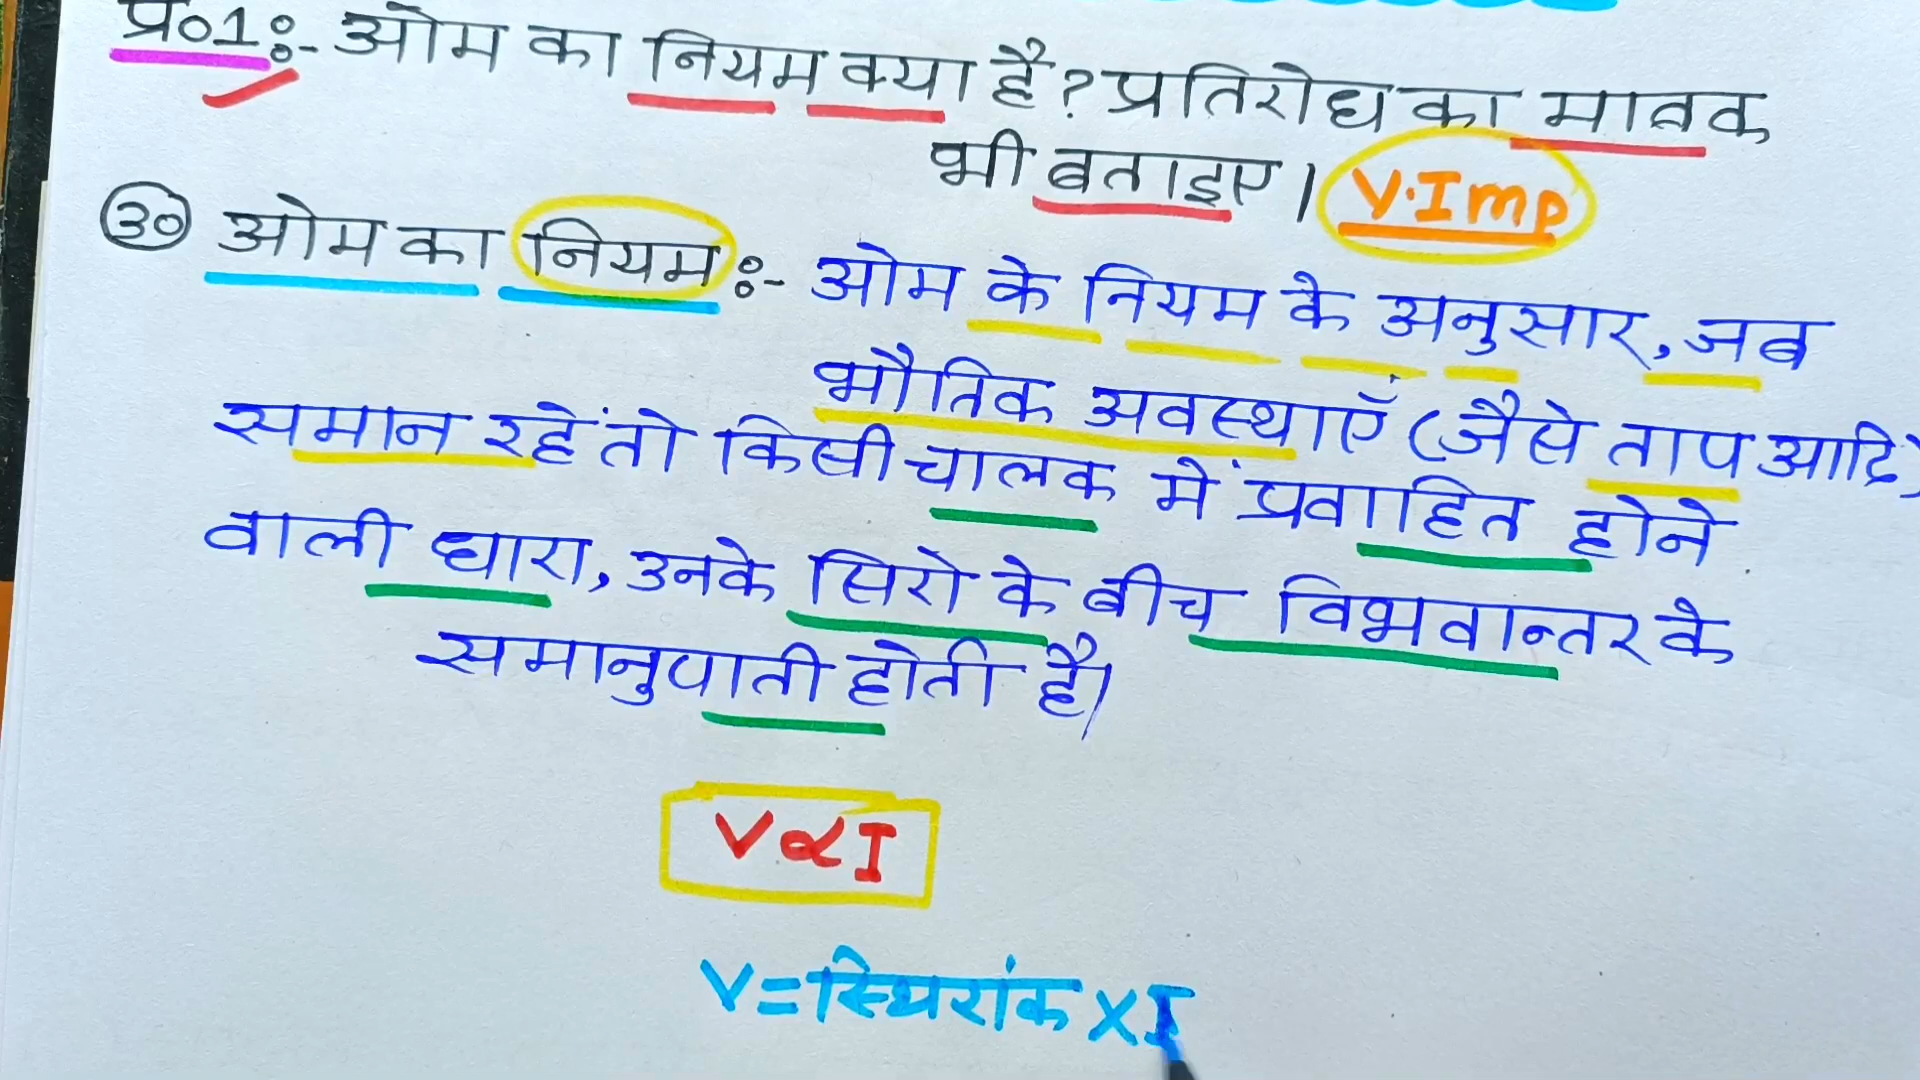 प्र०1:- ओम का नियम क्या है? प्रतिरोध का मात्रक
भी बताइए। V.Imp
उ० ओम का नियम:- ओम के नियम के अनुसार, जब
भौतिक अवस्थाएँ (जैसे ताप आदि)
समान रहें तो किसी चालक में प्रवाहित होने
वाली धारा, उनके सिरो के बीच विभवान्तर के
समानुपाती होती है।
V∝I
V=स्थिरांक×I